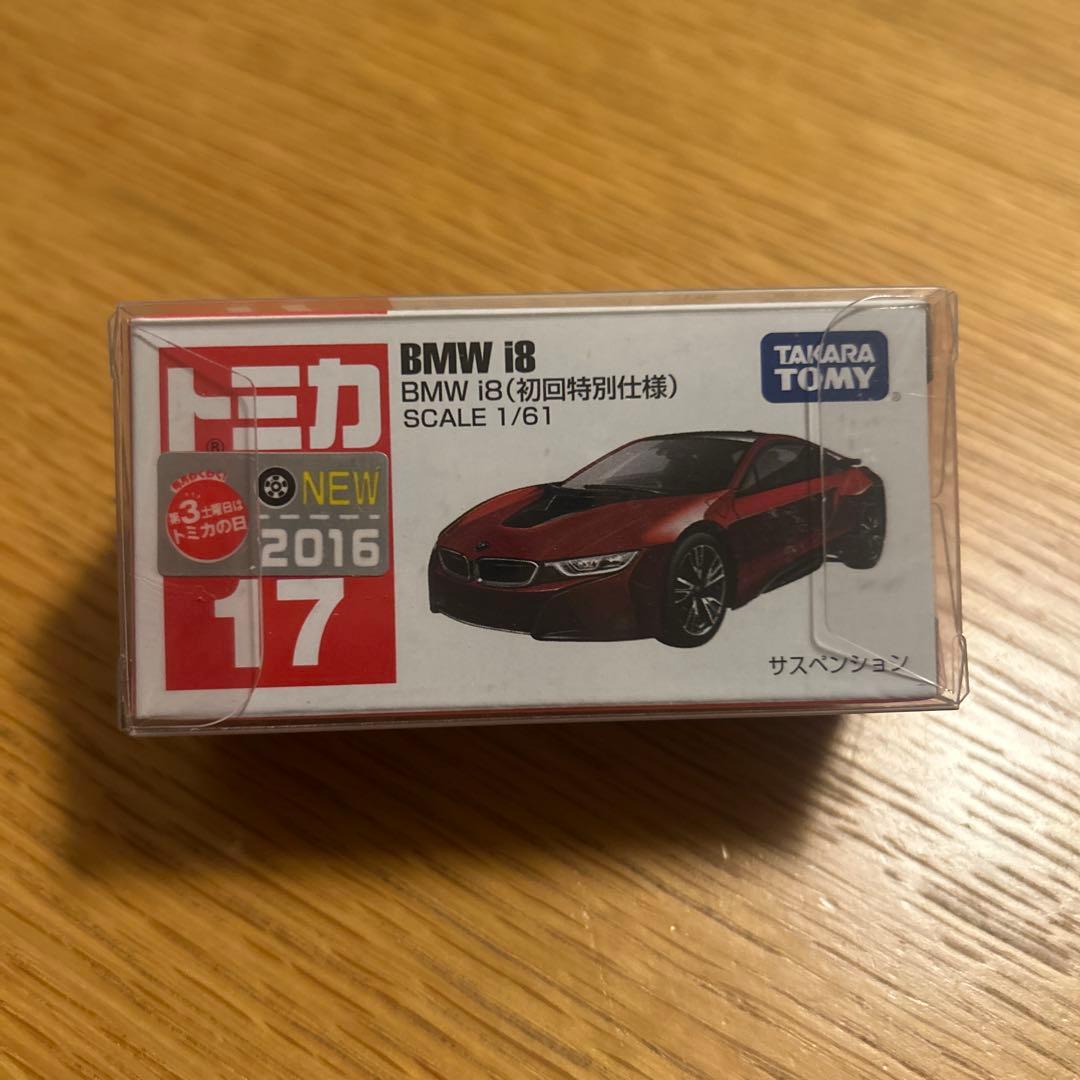 トミカ
®
BMW i8
BMW i8(初回特別仕様)
SCALE 1/61
TAKARA
TOMY
®
第3土曜日は
トミカの日
NEW
2016
17
サスペンション